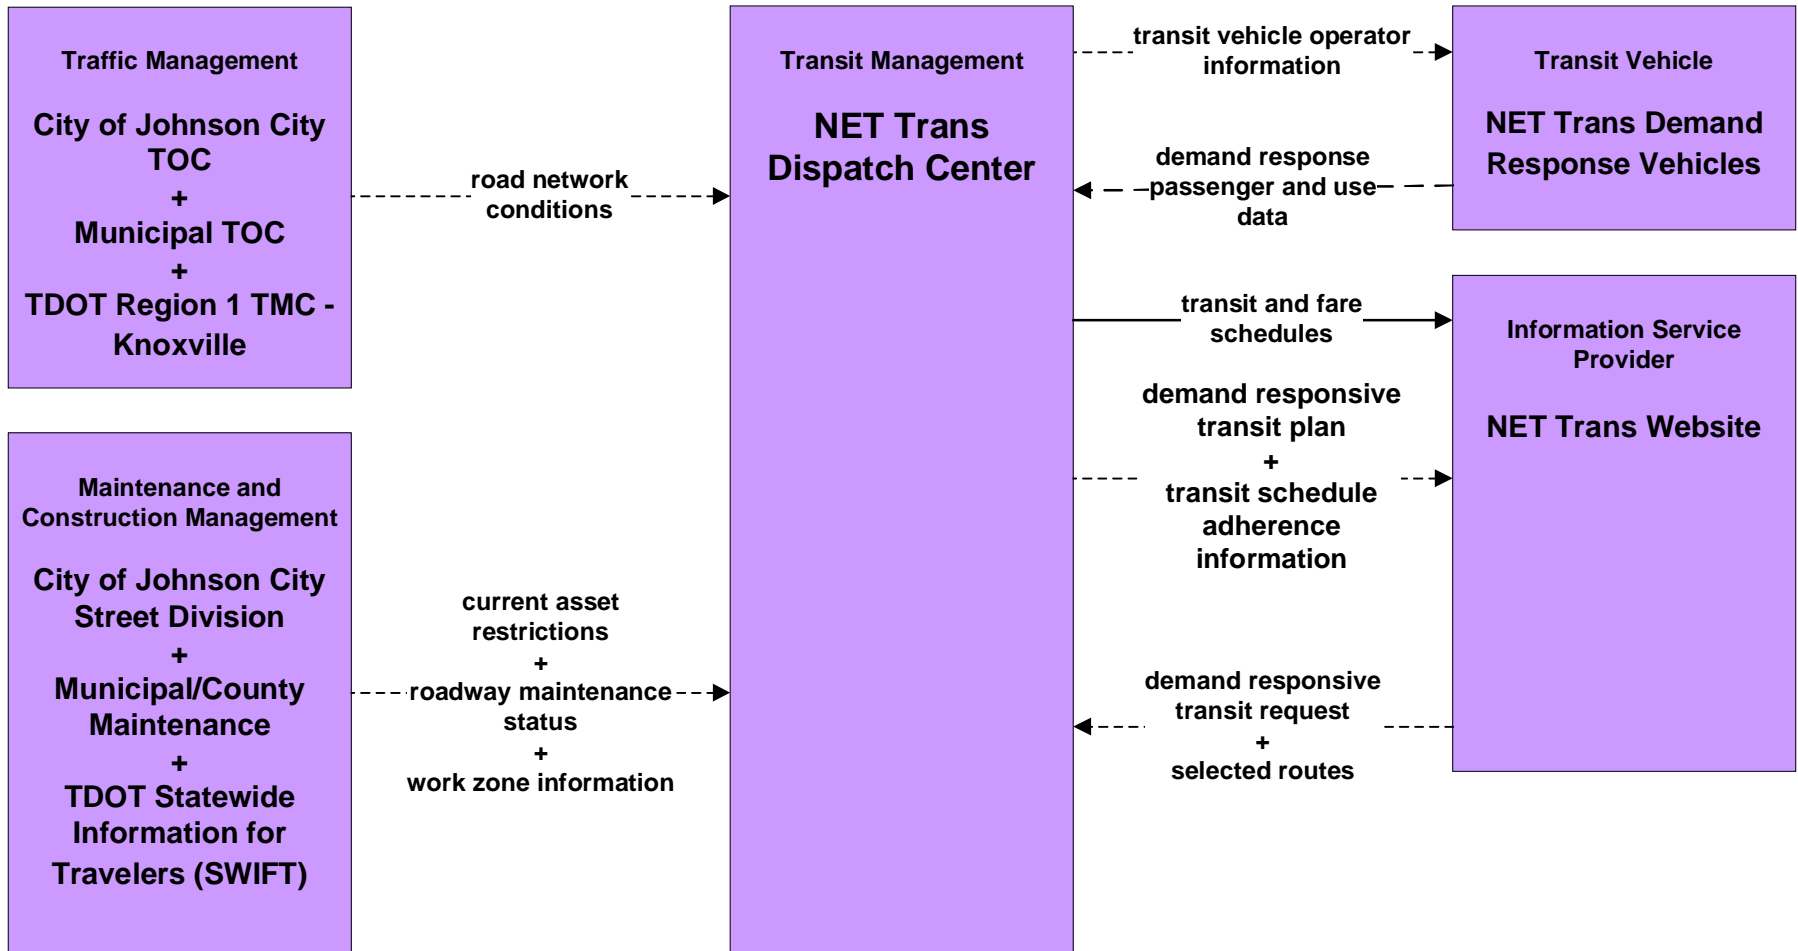 Traffic Management
City of Johnson City
TOC
+
Municipal TOC
+
TDOT Region 1 TMC -
Knoxville
Maintenance and
Construction Management
City of Johnson City
Street Division
+
Municipal/County
Maintenance
+
TDOT Statewide
Information for
Travelers (SWIFT)
road network
conditions
current asset
restrictions
+
roadway maintenance
status
+
work zone information
Transit Management
NET Trans
Dispatch Center
transit vehicle operator
information
demand response
passenger and use
data
transit and fare
schedules
demand responsive
transit plan
+
transit schedule
adherence
information
demand responsive
transit request
+
selected routes
Transit Vehicle
NET Trans Demand
Response Vehicles
Information Service
Provider
NET Trans Website